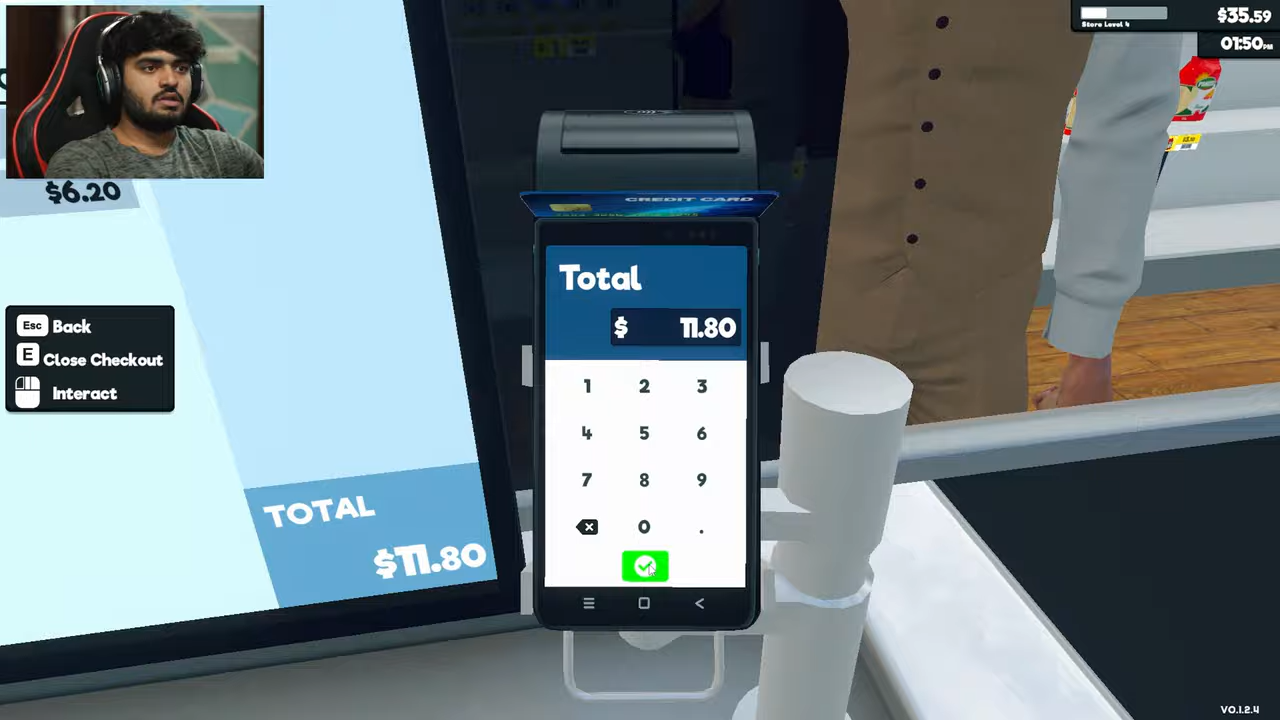 $35.59
Store Level 4
01:50PM
$6.20
CREDIT CARD
Total
$ 11.80
Esc Back
E Close Checkout
Interact
1 2 3
4 5 6
7 8 9
0 .
TOTAL
$11.80
V0.1.2.4